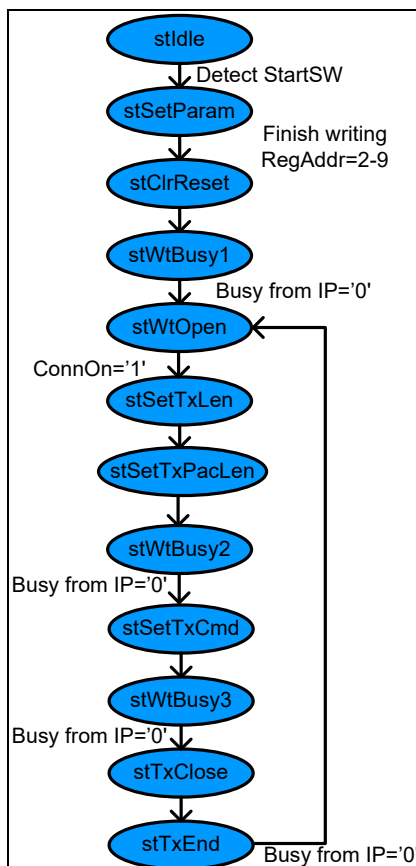 stIdle
Detect StartSW
stSetParam
Finish writing
RegAddr=2-9
stClrReset
stWtBusy1
Busy from IP='0'
stWtOpen
ConnOn='1'
stSetTxLen
stSetTxPacLen
stWtBusy2
Busy from IP='0'
stSetTxCmd
stWtBusy3
Busy from IP='0'
stTxClose
stTxEnd
Busy from IP='0